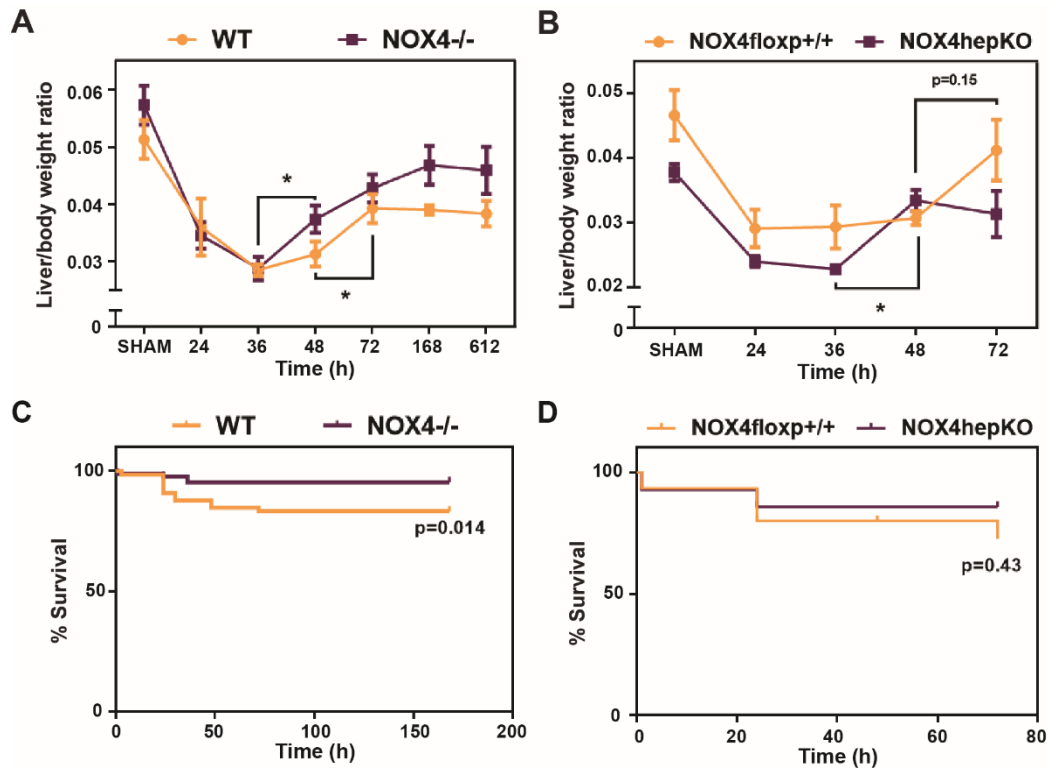 A
WT NOX4-/-
Liver/body weight ratio
0.06
0.05
0.04
0.03
0
*
*
SHAM 24 36 48 72 168 612
Time (h)
B
NOX4floxp+/+ NOX4hepKO
Liver/body weight ratio
0.05
0.04
0.03
0.02
0
p=0.15
*
SHAM 24 36 48 72
Time (h)
C
WT NOX4-/-
% Survival
100
50
0
p=0.014
0 50 100 150 200
Time (h)
D
NOX4floxp+/+ NOX4hepKO
% Survival
100
50
0
p=0.43
0 20 40 60 80
Time (h)